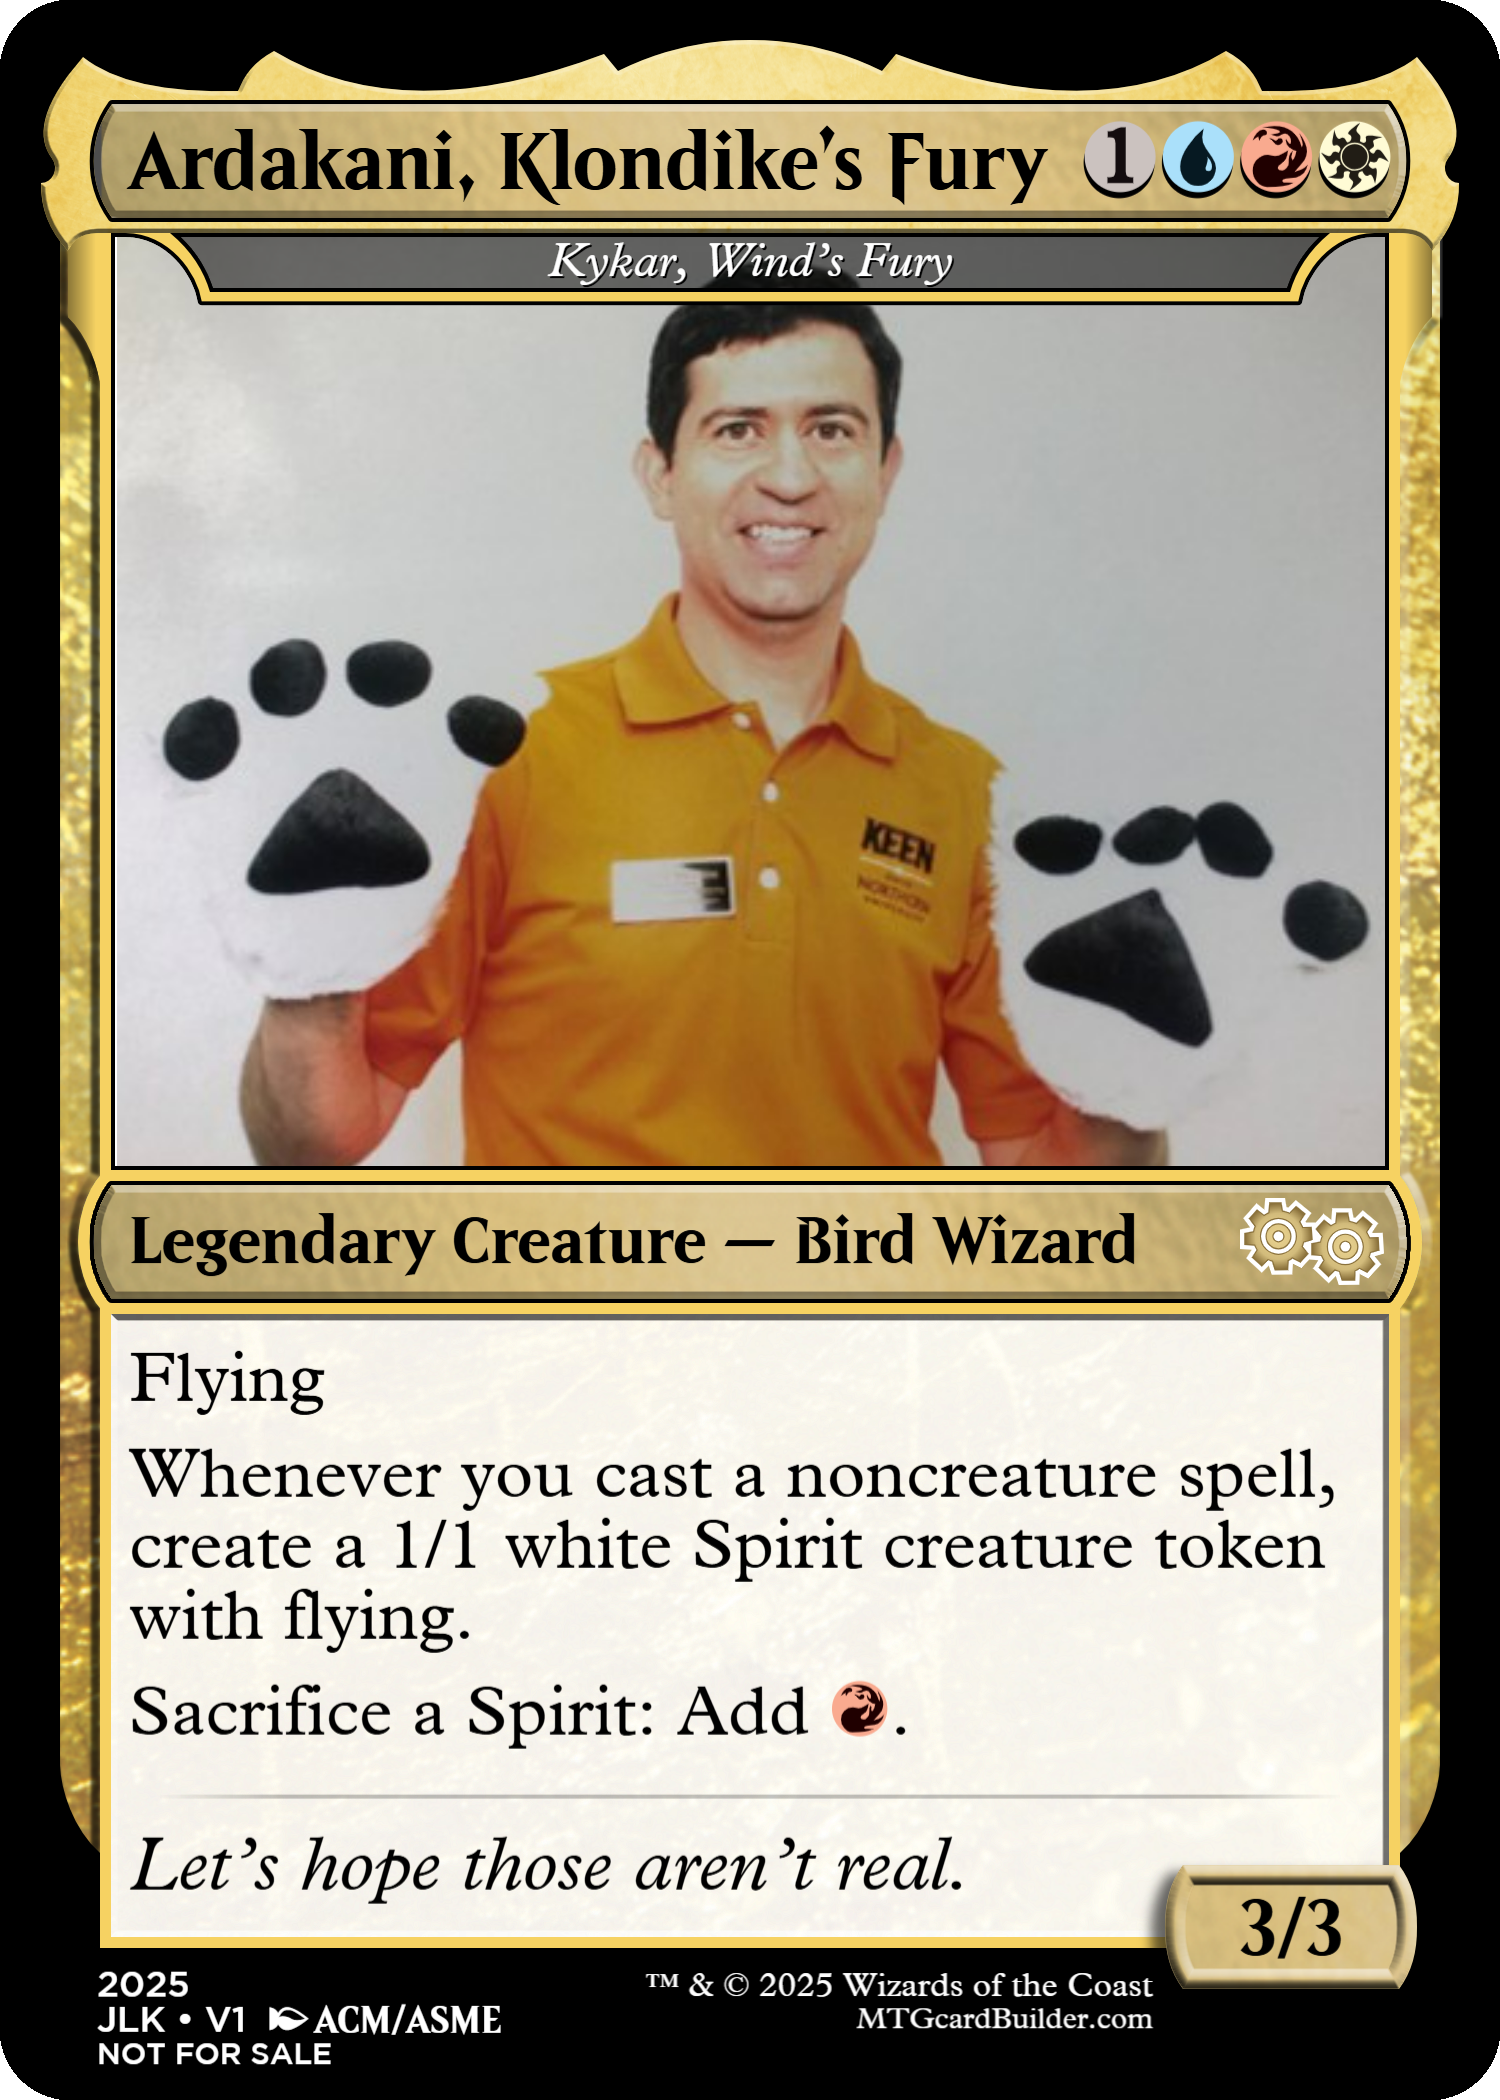 Ardakani, Klondike's Fury 1
Kykar, Wind's Fury
KEEN
NORTHERN
Legendary Creature — Bird Wizard
Flying
Whenever you cast a noncreature spell,
create a 1/1 white Spirit creature token
with flying.
Sacrifice a Spirit: Add .
Let's hope those aren't real.
3/3
2025
JLK • V1 ACM/ASME
NOT FOR SALE
™ & © 2025 Wizards of the Coast
MTGcardBuilder.com